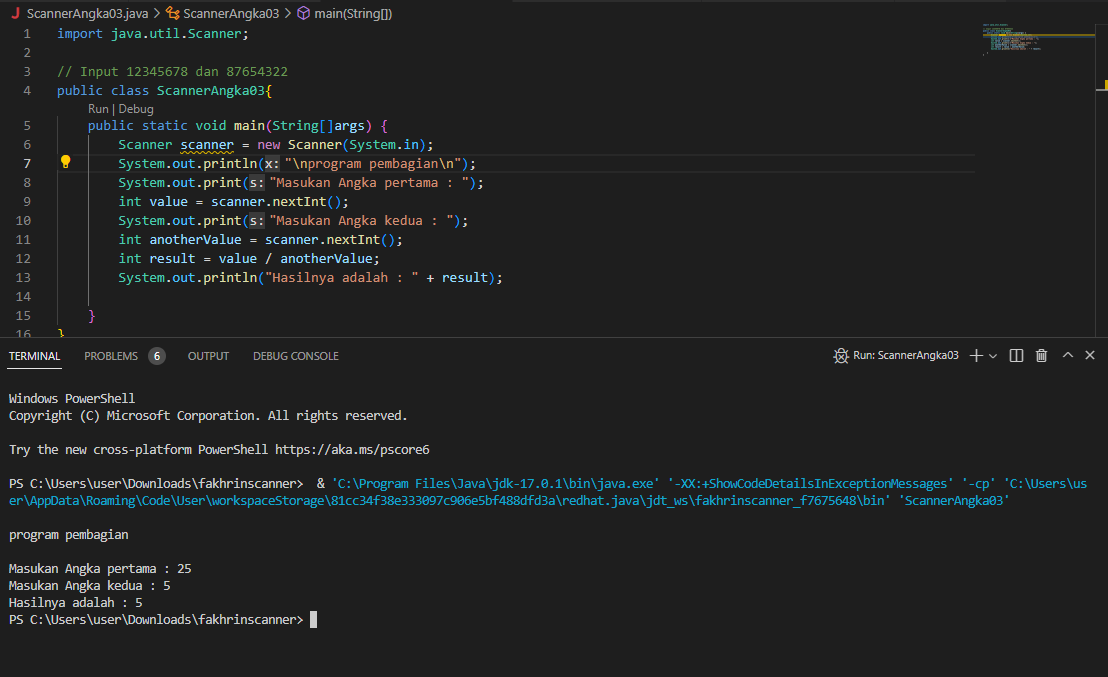 J ScannerAngka03.java > ScannerAngka03 > main(String[])
1 import java.util.Scanner;
2
3 // Input 12345678 dan 87654322
4 public class ScannerAngka03{
Run | Debug
5 public static void main(String[]args) {
6 Scanner scanner = new Scanner(System.in);
7 System.out.println(x: "\nprogram pembagian\n");
8 System.out.print(s: "Masukan Angka pertama : ");
9 int value = scanner.nextInt();
10 System.out.print(s: "Masukan Angka kedua : ");
11 int anotherValue = scanner.nextInt();
12 int result = value / anotherValue;
13 System.out.println("Hasilnya adalah : " + result);
14
15 }
16 }
TERMINAL PROBLEMS 6 OUTPUT DEBUG CONSOLE Run: ScannerAngka03
Windows PowerShell
Copyright (C) Microsoft Corporation. All rights reserved.
Try the new cross-platform PowerShell https://aka.ms/pscore6
PS C:\Users\user\Downloads\fakhrinscanner> & 'C:\Program Files\Java\jdk-17.0.1\bin\java.exe' '-XX:+ShowCodeDetailsInExceptionMessages' '-cp' 'C:\Users\us
er\AppData\Roaming\Code\User\workspaceStorage\81cc34f38e333097c906e5bf488dfd3a\redhat.java\jdt_ws\fakhrinscanner_f7675648\bin' 'ScannerAngka03'
program pembagian
Masukan Angka pertama : 25
Masukan Angka kedua : 5
Hasilnya adalah : 5
PS C:\Users\user\Downloads\fakhrinscanner>